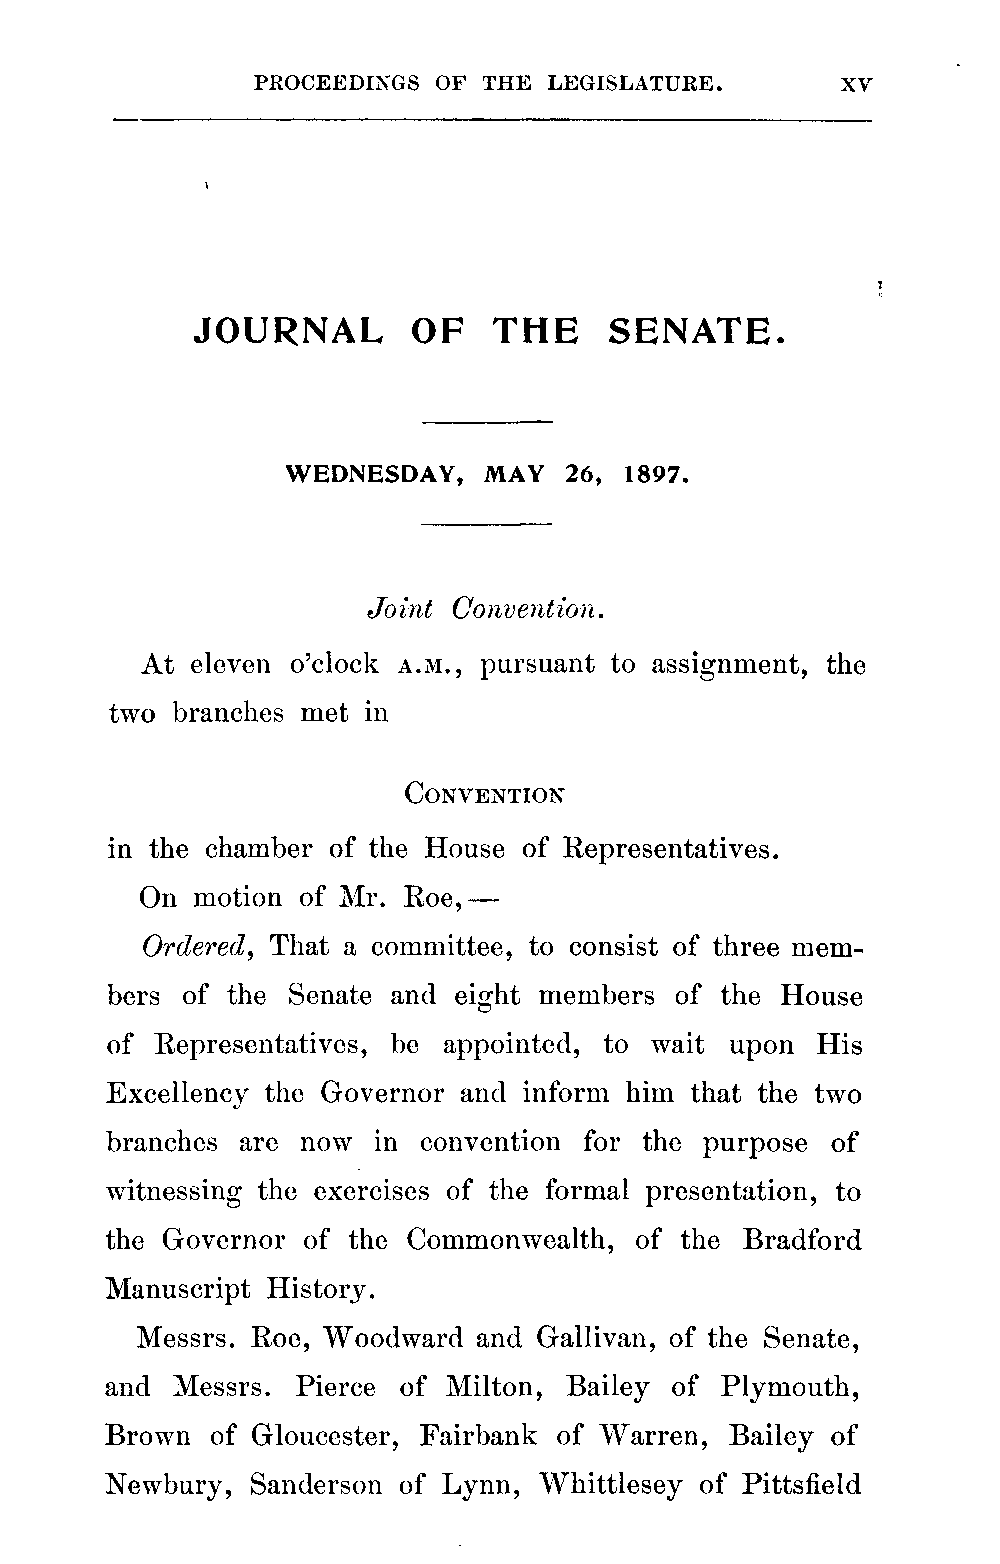 PROCEEDINGS OF THE LEGISLATURE. XV
JOURNAL OF THE SENATE.
WEDNESDAY, MAY 26, 1897.
Joint Convention.
At eleven o'clock A.M., pursuant to assignment, the
two branches met in
CONVENTION
in the chamber of the House of Representatives.
On motion of Mr. Roe,—
Ordered, That a committee, to consist of three mem-
bers of the Senate and eight members of the House
of Representatives, be appointed, to wait upon His
Excellency the Governor and inform him that the two
branches are now in convention for the purpose of
witnessing the exercises of the formal presentation, to
the Governor of the Commonwealth, of the Bradford
Manuscript History.
Messrs. Roe, Woodward and Gallivan, of the Senate,
and Messrs. Pierce of Milton, Bailey of Plymouth,
Brown of Gloucester, Fairbank of Warren, Bailey of
Newbury, Sanderson of Lynn, Whittlesey of Pittsfield